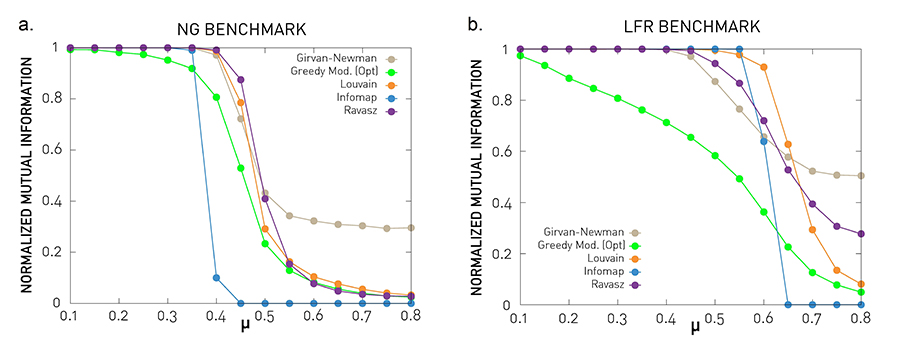 a.
NG BENCHMARK
NORMALIZED MUTUAL INFORMATION
1
0.8
0.6
0.4
0.2
0
0.1 0.2 0.3 0.4 0.5 0.6 0.7 0.8
μ
Girvan-Newman
Greedy Mod. (Opt)
Louvain
Infomap
Ravasz
b.
LFR BENCHMARK
NORMALIZED MUTUAL INFORMATION
1
0.8
0.6
0.4
0.2
0
0.1 0.2 0.3 0.4 0.5 0.6 0.7 0.8
μ
Girvan-Newman
Greedy Mod. (Opt)
Louvain
Infomap
Ravasz